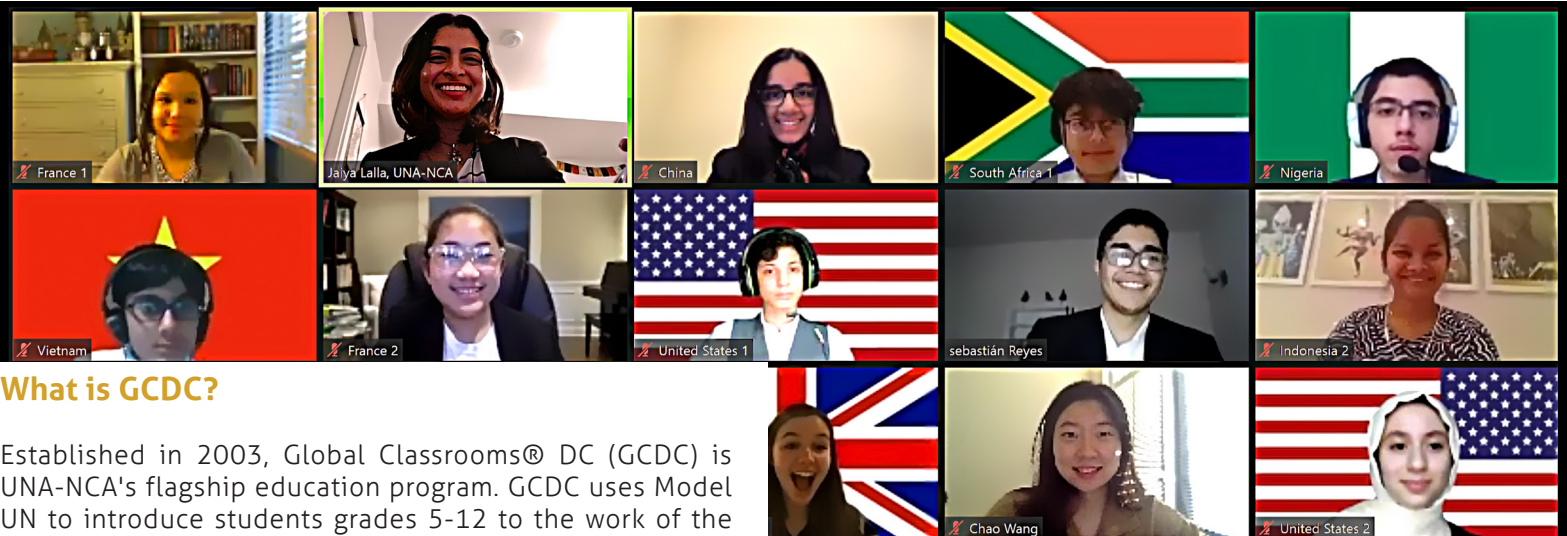 France 1
Jaiya Lalla, UNA-NCA
China
South Africa 1
Nigeria
Vietnam
France 2
United States 1
sebastián Reyes
Indonesia 2
What is GCDC?
Established in 2003, Global Classrooms® DC (GCDC) is
UNA-NCA's flagship education program. GCDC uses Model
UN to introduce students grades 5-12 to the work of the
Chao Wang
United States 2